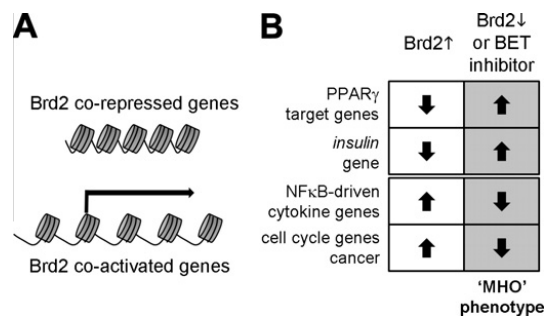 A
Brd2 co-repressed genes
Brd2 co-activated genes
B
Brd2↑
Brd2↓
or BET
inhibitor
PPARγ
target genes
insulin
gene
NFκB-driven
cytokine genes
cell cycle genes
cancer
‘MHO’
phenotype